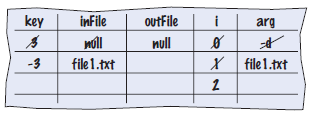 key inFile outFile i arg
3 null null 0 -d
-3 file1.txt 1 file1.txt
2